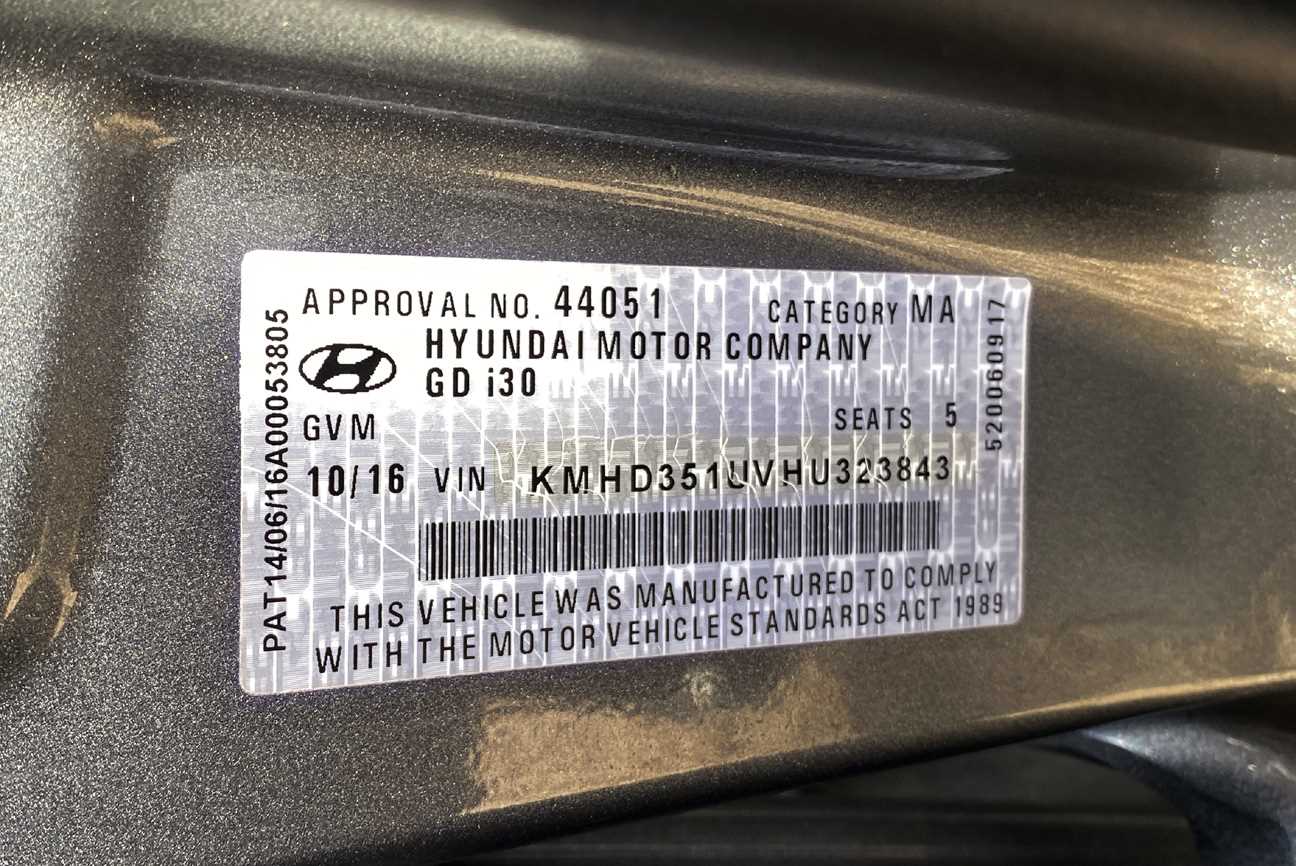 APPROVAL NO. 44051 CATEGORY MA
HYUNDAI MOTOR COMPANY
GD i30
GVM SEATS 5
10/16 VIN KMHD351UVHU323843
THIS VEHICLE WAS MANUFACTURED TO COMPLY
WITH THE MOTOR VEHICLE STANDARDS ACT 1989
PAT14/06/16A00053805
520060917